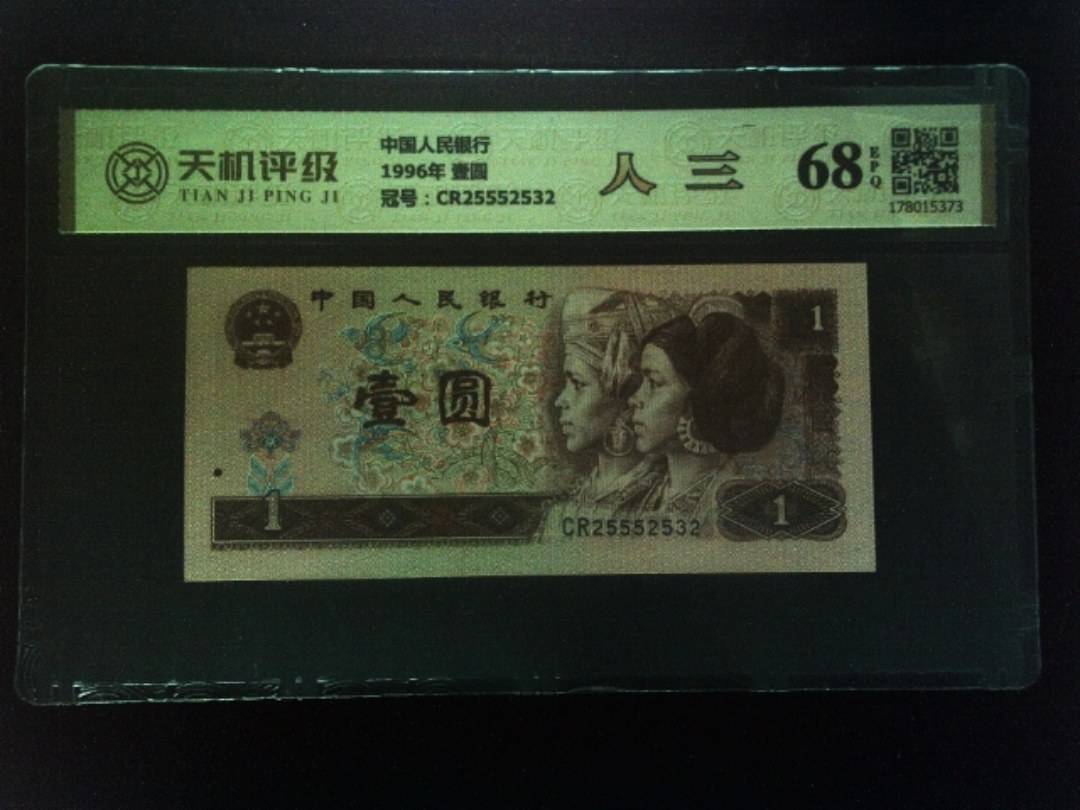 天机评级
TIAN JI PING JI
中国人民银行
1996年 壹圆
冠号：CR25552532
人 三
68
EPQ
178015373
中国人民银行
1
壹圆
1
CR25552532
1